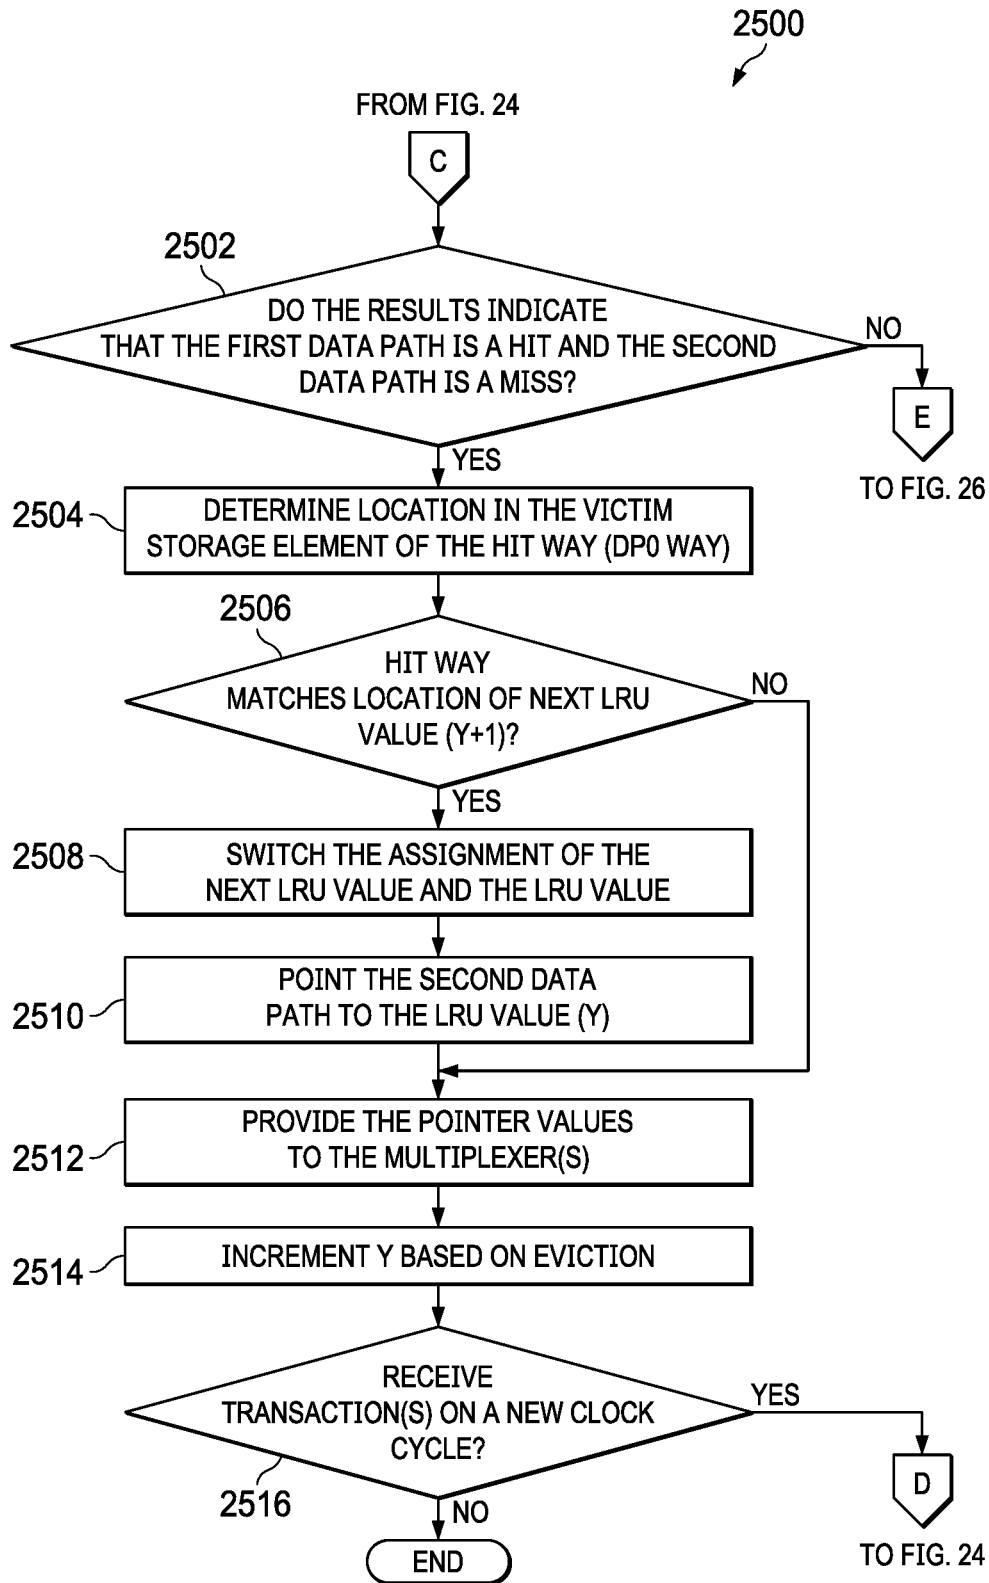 2500
FROM FIG. 24
C
2502
DO THE RESULTS INDICATE
THAT THE FIRST DATA PATH IS A HIT AND THE SECOND
DATA PATH IS A MISS?
NO
E
TO FIG. 26
YES
2504
DETERMINE LOCATION IN THE VICTIM
STORAGE ELEMENT OF THE HIT WAY (DP0 WAY)
2506
HIT WAY
MATCHES LOCATION OF NEXT LRU
VALUE (Y+1)?
NO
YES
2508
SWITCH THE ASSIGNMENT OF THE
NEXT LRU VALUE AND THE LRU VALUE
2510
POINT THE SECOND DATA
PATH TO THE LRU VALUE (Y)
2512
PROVIDE THE POINTER VALUES
TO THE MULTIPLEXER(S)
2514
INCREMENT Y BASED ON EVICTION
RECEIVE
TRANSACTION(S) ON A NEW CLOCK
CYCLE?
2516
YES
D
TO FIG. 24
NO
END